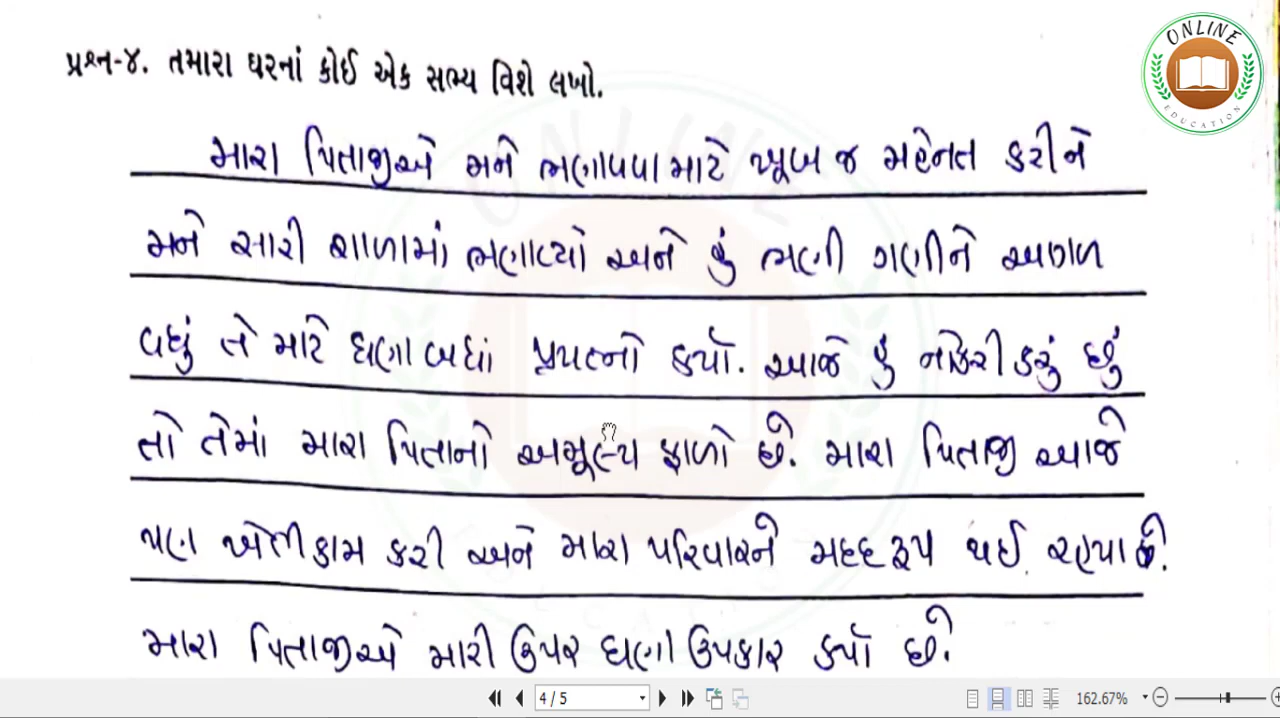 ONLINE
EDUCATION
પ્રશ્ન-૪. તમારા ઘરનાં કોઈ એક સભ્ય વિશે લખો.
મારા પિતાજીએ મને ભણાવવા માટે ખૂબ જ મહેનત કરીને
મને સારી શાળામાં ભણાવ્યો અને હું ભણી ગણીને આગળ
વધું તે માટે ઘણા બધાં પ્રયત્નો કર્યાં. આજે હું નોકરી કરું છું
તો તેમાં મારા પિતાનો અમૂલ્ય ફાળો છે. મારા પિતાજી આજે
પણ ખેતીકામ કરી અને મારા પરિવારને મદદરૂપ થઈ રહ્યા છે.
મારા પિતાજીએ મારી ઉપર ઘણો ઉપકાર કર્યો છે.
4 / 5
162.67%